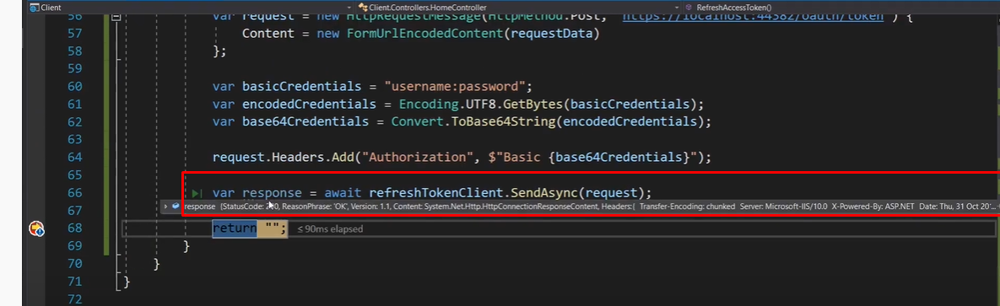 Client Client.Controllers.HomeController RefreshAccessToken()
56 var request = new HttpRequestMessage(HttpMethod.Post, "https://localhost:44382/oauth/token") {
57 Content = new FormUrlEncodedContent(requestData)
58 };
59
60 var basicCredentials = "username:password";
61 var encodedCredentials = Encoding.UTF8.GetBytes(basicCredentials);
62 var base64Credentials = Convert.ToBase64String(encodedCredentials);
63
64 request.Headers.Add("Authorization", $"Basic {base64Credentials}");
65
66 var response = await refreshTokenClient.SendAsync(request);
67 response {StatusCode: 200, ReasonPhrase: 'OK', Version: 1.1, Content: System.Net.Http.HttpConnectionResponseContent, Headers:{ Transfer-Encoding: chunked Server: Microsoft-IIS/10.0 X-Powered-By: ASP.NET Date: Thu, 31 Oct 20'...
68 return ""; ≤ 90ms elapsed
69 }
70 }
71 }
72